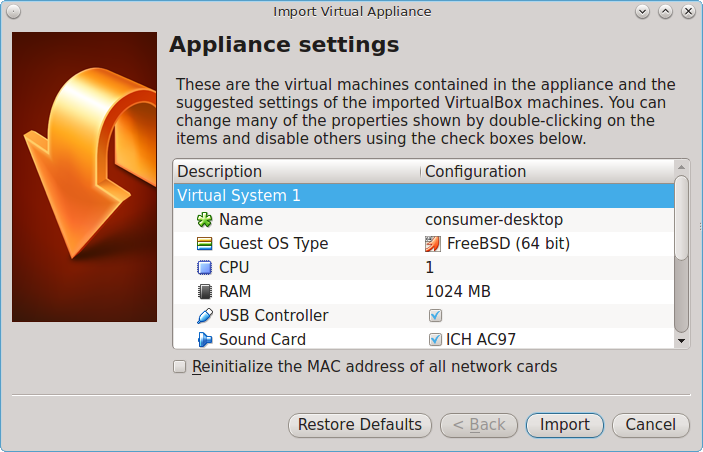 Import Virtual Appliance
Appliance settings
These are the virtual machines contained in the appliance and the
suggested settings of the imported VirtualBox machines. You can
change many of the properties shown by double-clicking on the
items and disable others using the check boxes below.
Description Configuration
Virtual System 1
Name consumer-desktop
Guest OS Type FreeBSD (64 bit)
CPU 1
RAM 1024 MB
USB Controller
Sound Card ICH AC97
Reinitialize the MAC address of all network cards
Restore Defaults < Back Import Cancel